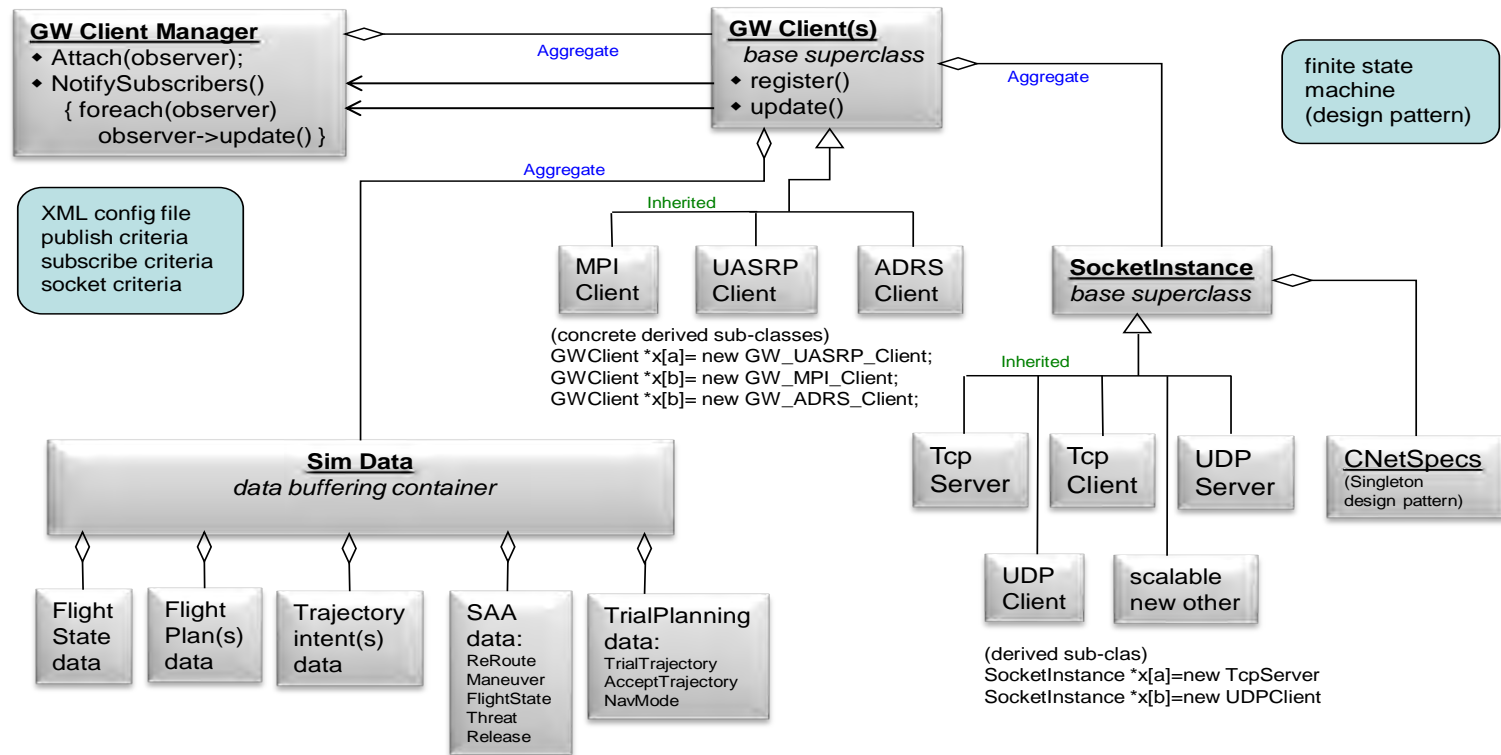 GW Client Manager
Attach(observer);
NotifySubscribers()
{ foreach(observer)
observer->update() }
Aggregate
GW Client(s)
base superclass
register()
update()
Aggregate
finite state
machine
(design pattern)
XML config file
publish criteria
subscribe criteria
socket criteria
Aggregate
Inherited
MPI
Client
UASRP
Client
ADRS
Client
(concrete derived sub-classes)
GWClient *x[a]= new GW_UASRP_Client;
GWClient *x[b]= new GW_MPI_Client;
GWClient *x[b]= new GW_ADRS_Client;
SocketInstance
base superclass
Inherited
Tcp
Server
Tcp
Client
UDP
Server
CNetSpecs
(Singleton
design pattern)
UDP
Client
scalable
new other
(derived sub-clas)
SocketInstance *x[a]=new TcpServer
SocketInstance *x[b]=new UDPClient
Sim Data
data buffering container
Flight
State
data
Flight
Plan(s)
data
Trajectory
intent(s)
data
SAA
data:
ReRoute
Maneuver
FlightState
Threat
Release
TrialPlanning
data:
TrialTrajectory
AcceptTrajectory
NavMode